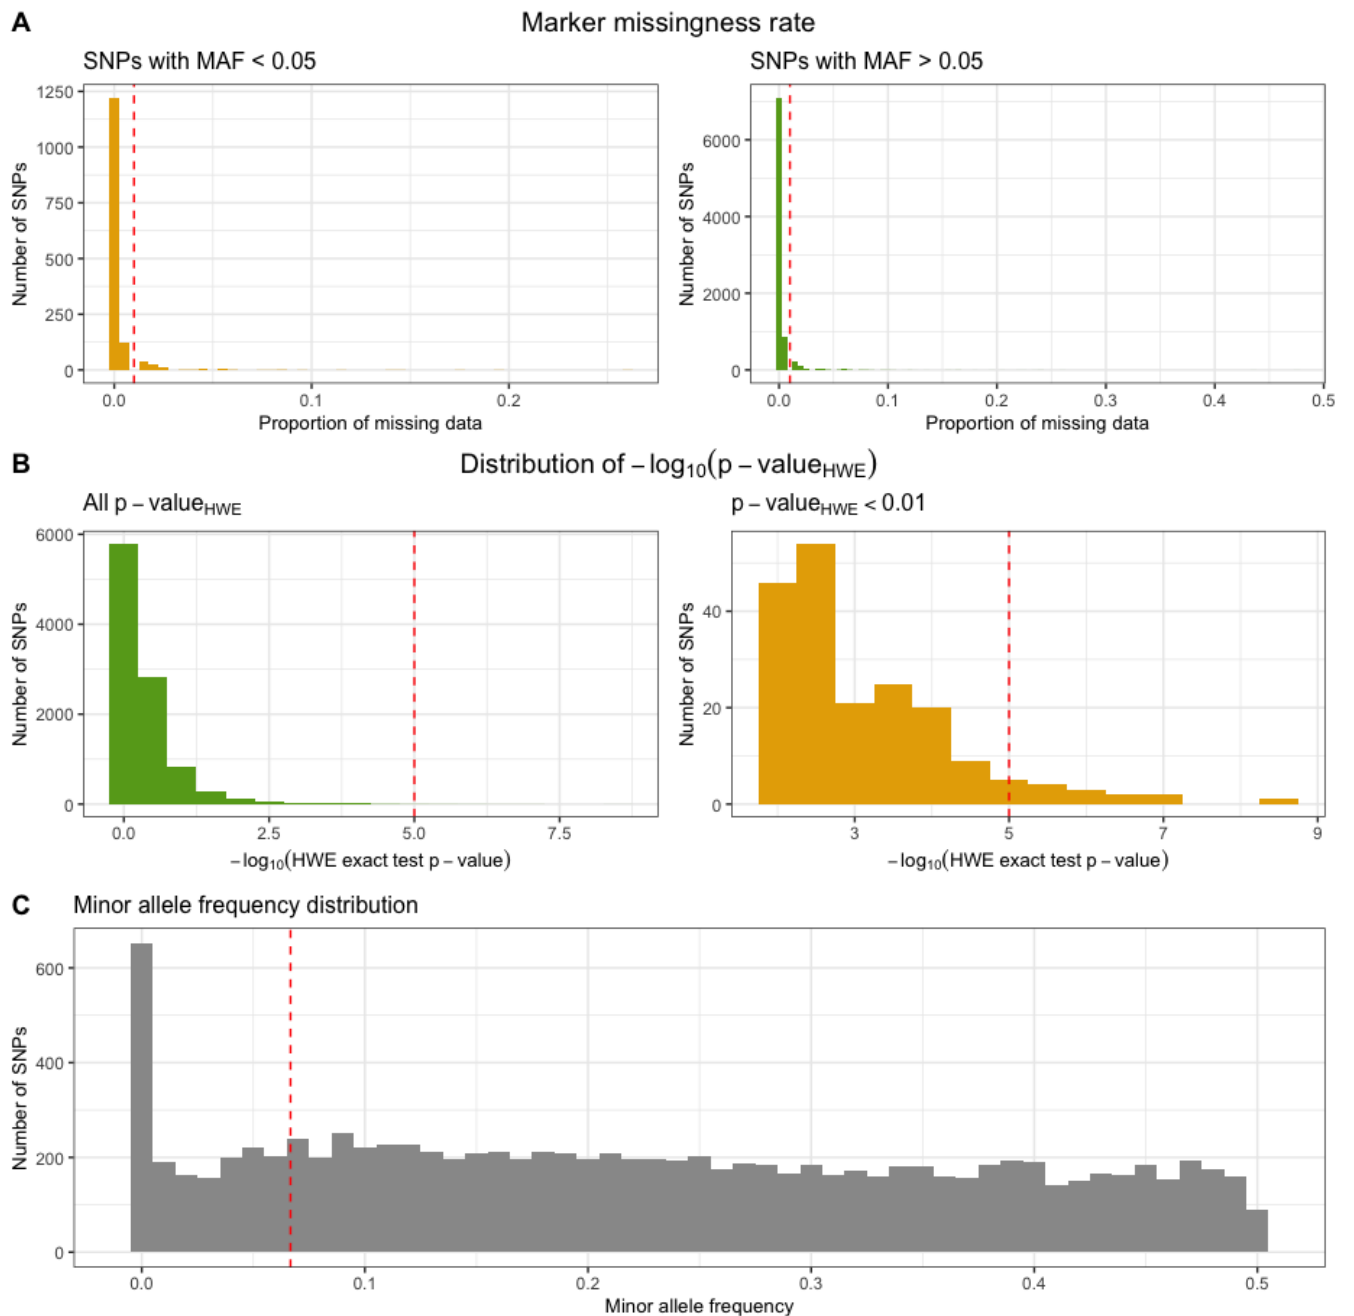 A
Marker missingness rate
SNPs with MAF < 0.05
SNPs with MAF > 0.05
Number of SNPs
1250
1000
750
500
250
0
0.0
0.1
0.2
Proportion of missing data
Number of SNPs
6000
4000
2000
0
0.0
0.1
0.2
0.3
0.4
0.5
Proportion of missing data
B
Distribution of −log₁₀(p − value_HWE)
All p − value_HWE
p − value_HWE < 0.01
Number of SNPs
6000
4000
2000
0
0.0
2.5
5.0
7.5
−log₁₀(HWE exact test p − value)
Number of SNPs
40
20
0
3
5
7
9
−log₁₀(HWE exact test p − value)
C
Minor allele frequency distribution
Number of SNPs
600
400
200
0
0.0
0.1
0.2
0.3
0.4
0.5
Minor allele frequency